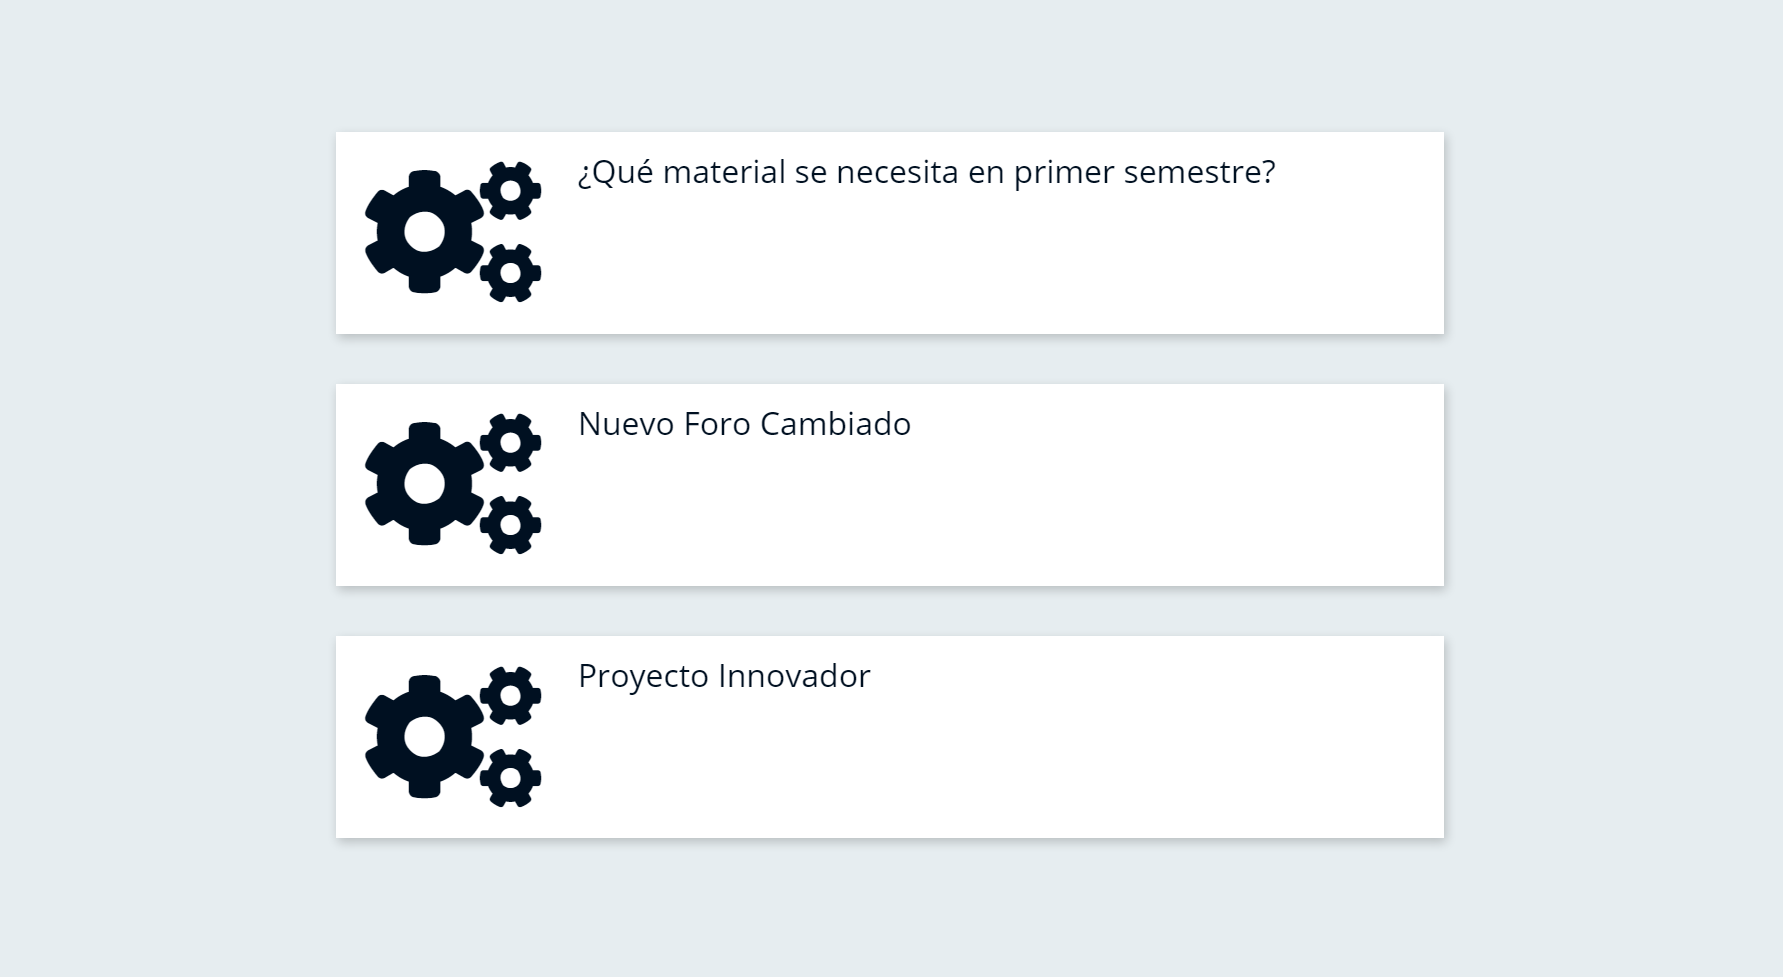 ¿Qué material se necesita en primer semestre?
Nuevo Foro Cambiado
Proyecto Innovador